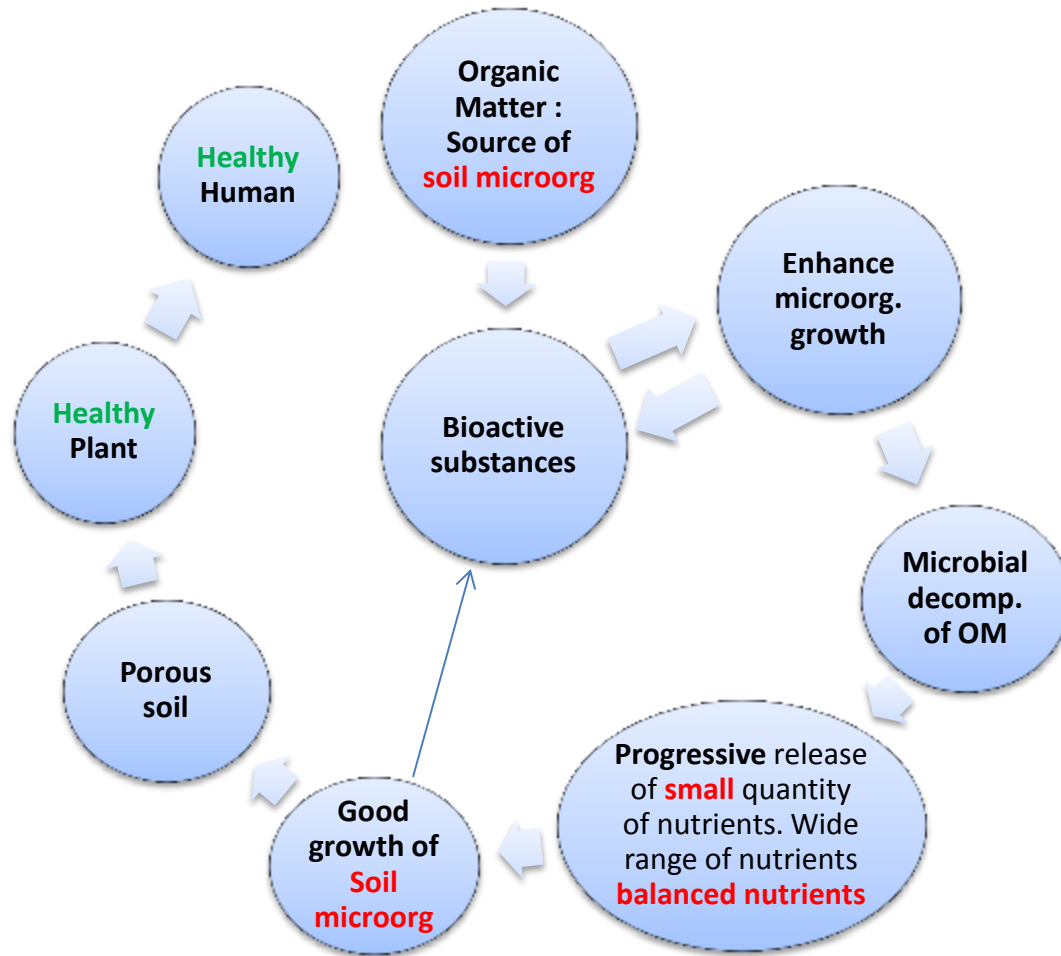 Organic
Matter :
Source of
soil microorg
Enhance
microorg.
growth
Bioactive
substances
Microbial
decomp.
of OM
Progressive release
of small quantity
of nutrients. Wide
range of nutrients
balanced nutrients
Good
growth of
Soil
microorg
Porous
soil
Healthy
Plant
Healthy
Human